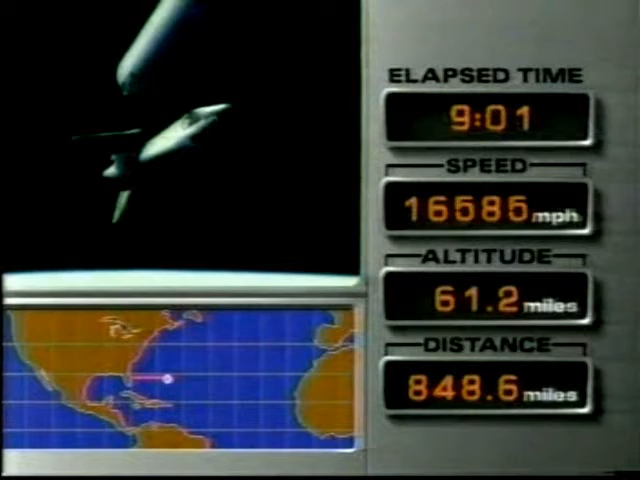 ELAPSED TIME
9:01
SPEED
16585 mph
ALTITUDE
61.2 miles
DISTANCE
848.6 miles